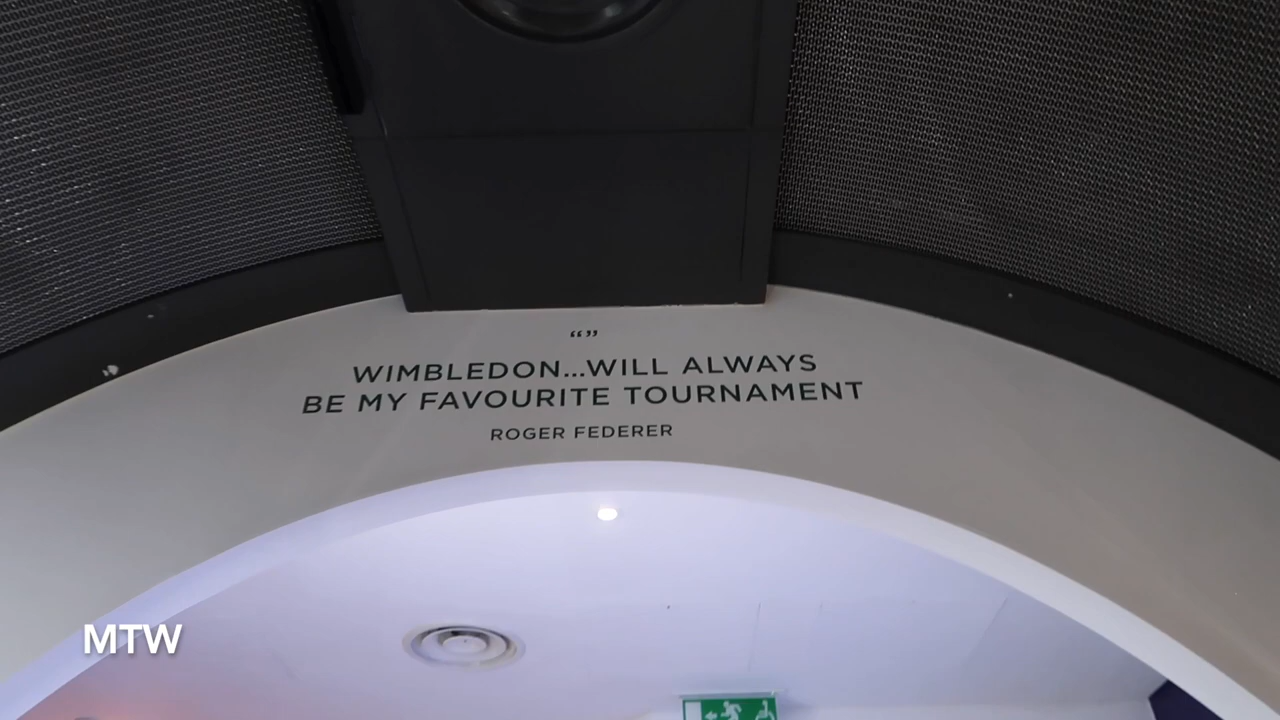 “”
WIMBLEDON...WILL ALWAYS
BE MY FAVOURITE TOURNAMENT
ROGER FEDERER
MTW